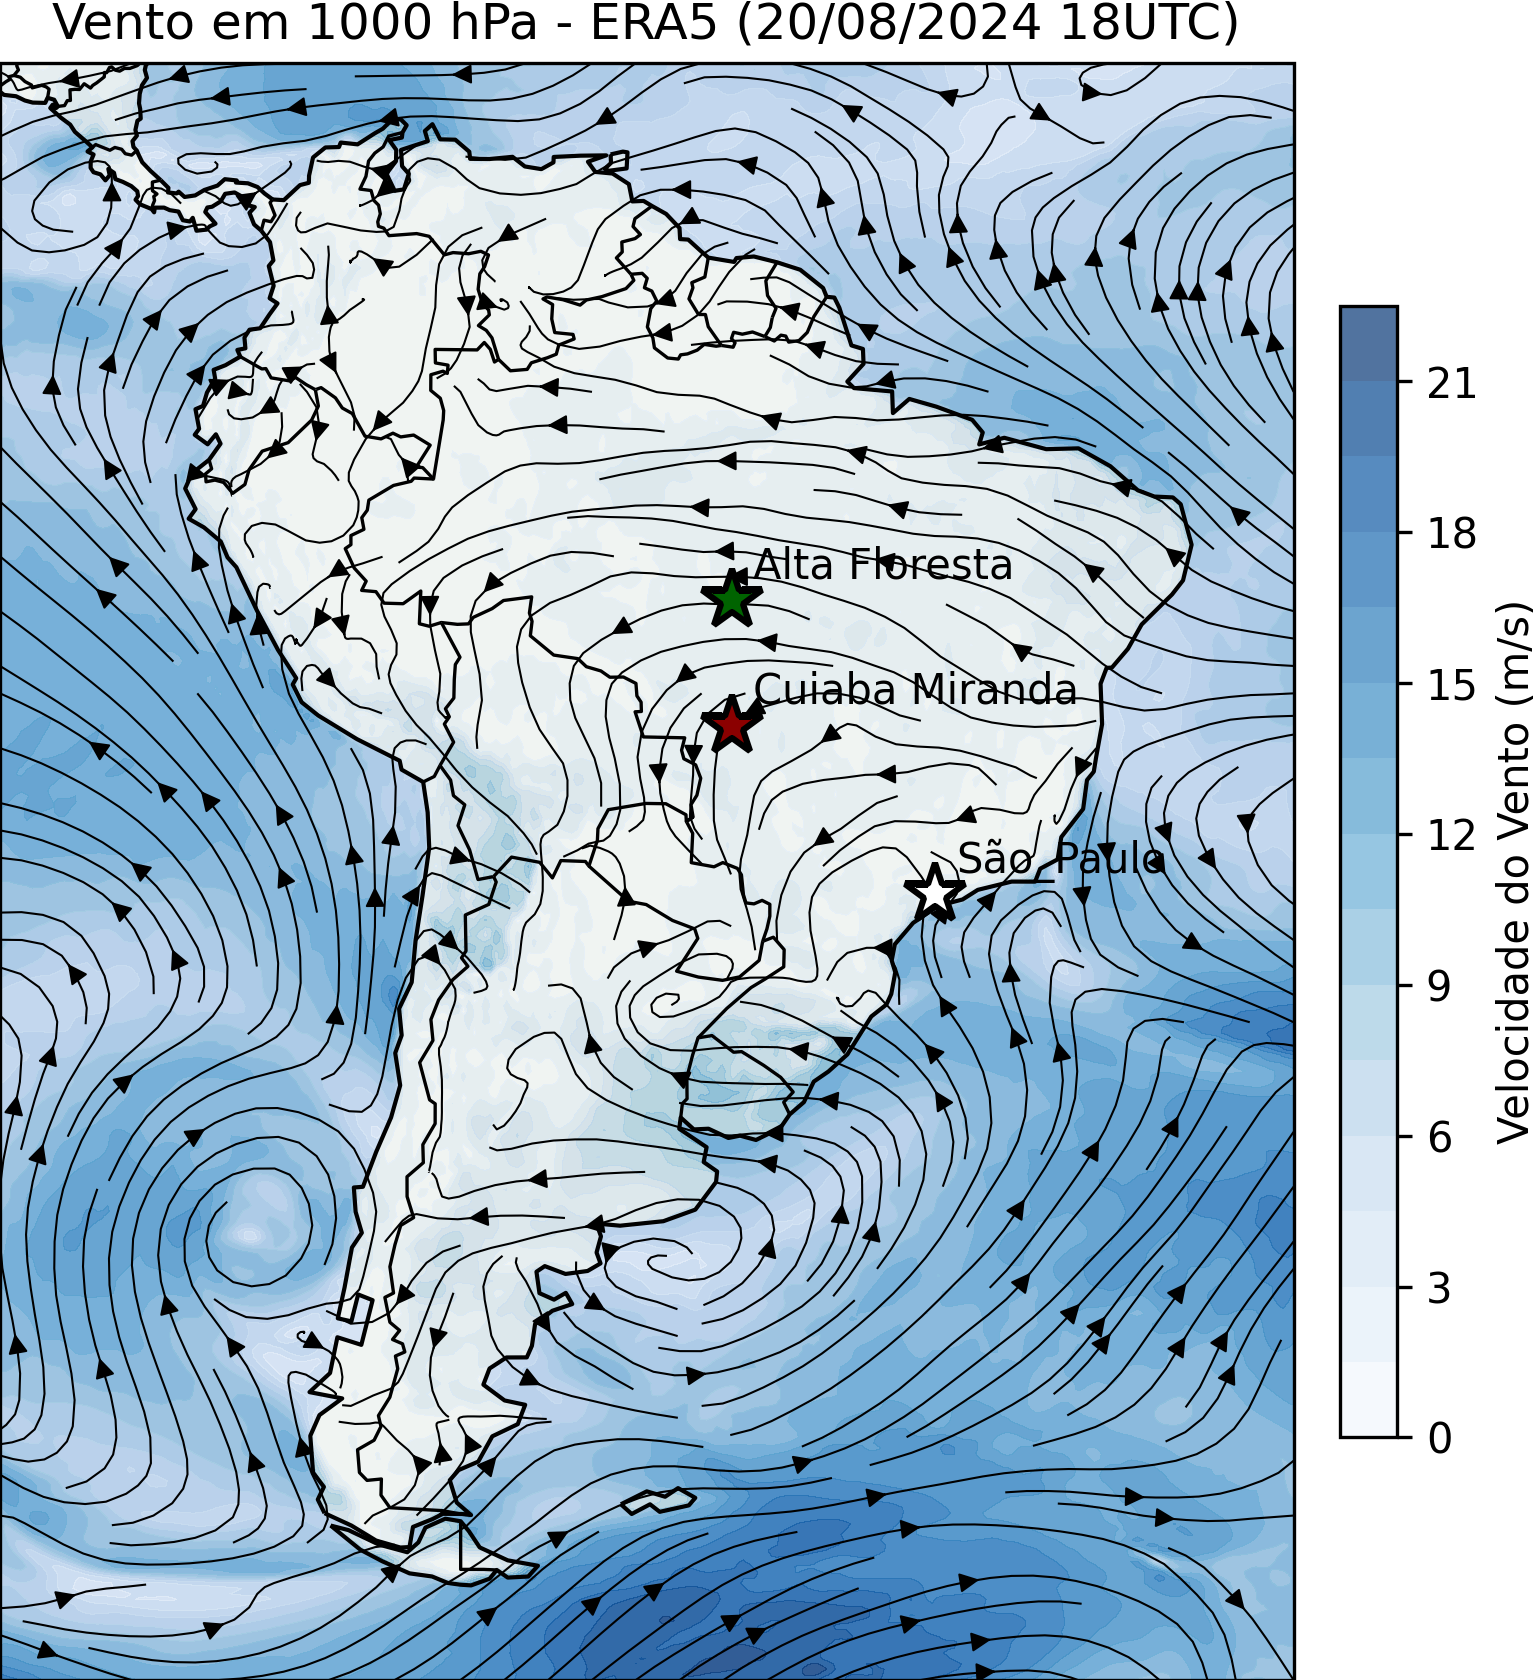 Vento em 1000 hPa - ERA5 (20/08/2024 18UTC)
Alta Floresta
Cuiaba Miranda
São Paulo
21
18
15
12
9
6
3
0
Velocidade do Vento (m/s)